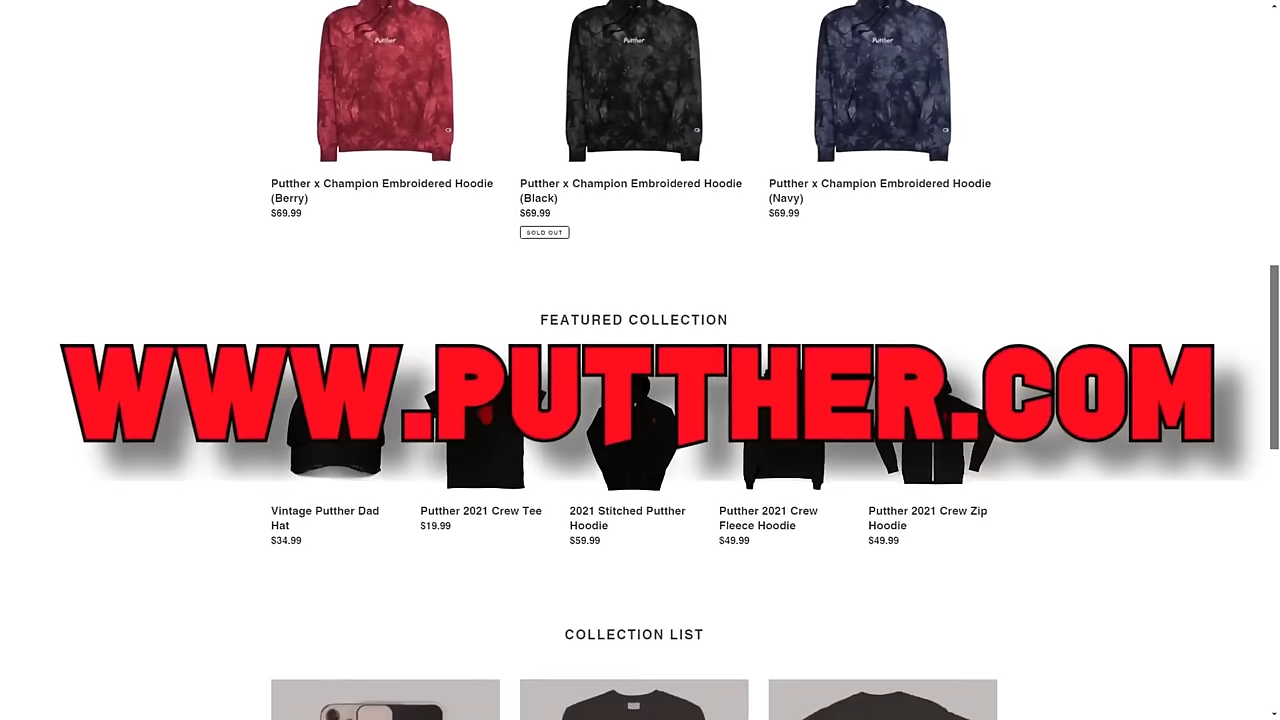 Putther
Putther
Putther
Putther x Champion Embroidered Hoodie
(Berry)
$69.99
Putther x Champion Embroidered Hoodie
(Black)
$69.99
SOLD OUT
Putther x Champion Embroidered Hoodie
(Navy)
$69.99
FEATURED COLLECTION
WWW.PUTTHER.COM
Vintage Putther Dad
Hat
$34.99
Putther 2021 Crew Tee
$19.99
2021 Stitched Putther
Hoodie
$59.99
Putther 2021 Crew
Fleece Hoodie
$49.99
Putther 2021 Crew Zip
Hoodie
$49.99
COLLECTION LIST